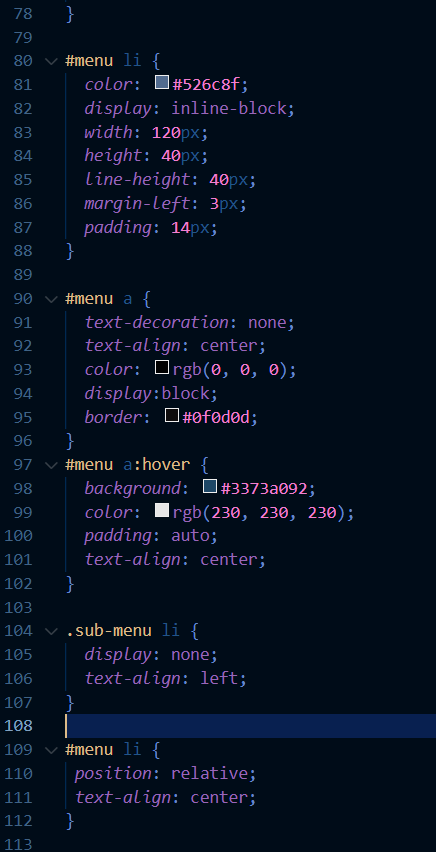 78 }
79
80 #menu li {
81 color: #526c8f;
82 display: inline-block;
83 width: 120px;
84 height: 40px;
85 line-height: 40px;
86 margin-left: 3px;
87 padding: 14px;
88 }
89
90 #menu a {
91 text-decoration: none;
92 text-align: center;
93 color: rgb(0, 0, 0);
94 display:block;
95 border: #0f0d0d;
96 }
97 #menu a:hover {
98 background: #3373a092;
99 color: rgb(230, 230, 230);
100 padding: auto;
101 text-align: center;
102 }
103
104 .sub-menu li {
105 display: none;
106 text-align: left;
107 }
108
109 #menu li {
110 position: relative;
111 text-align: center;
112 }
113